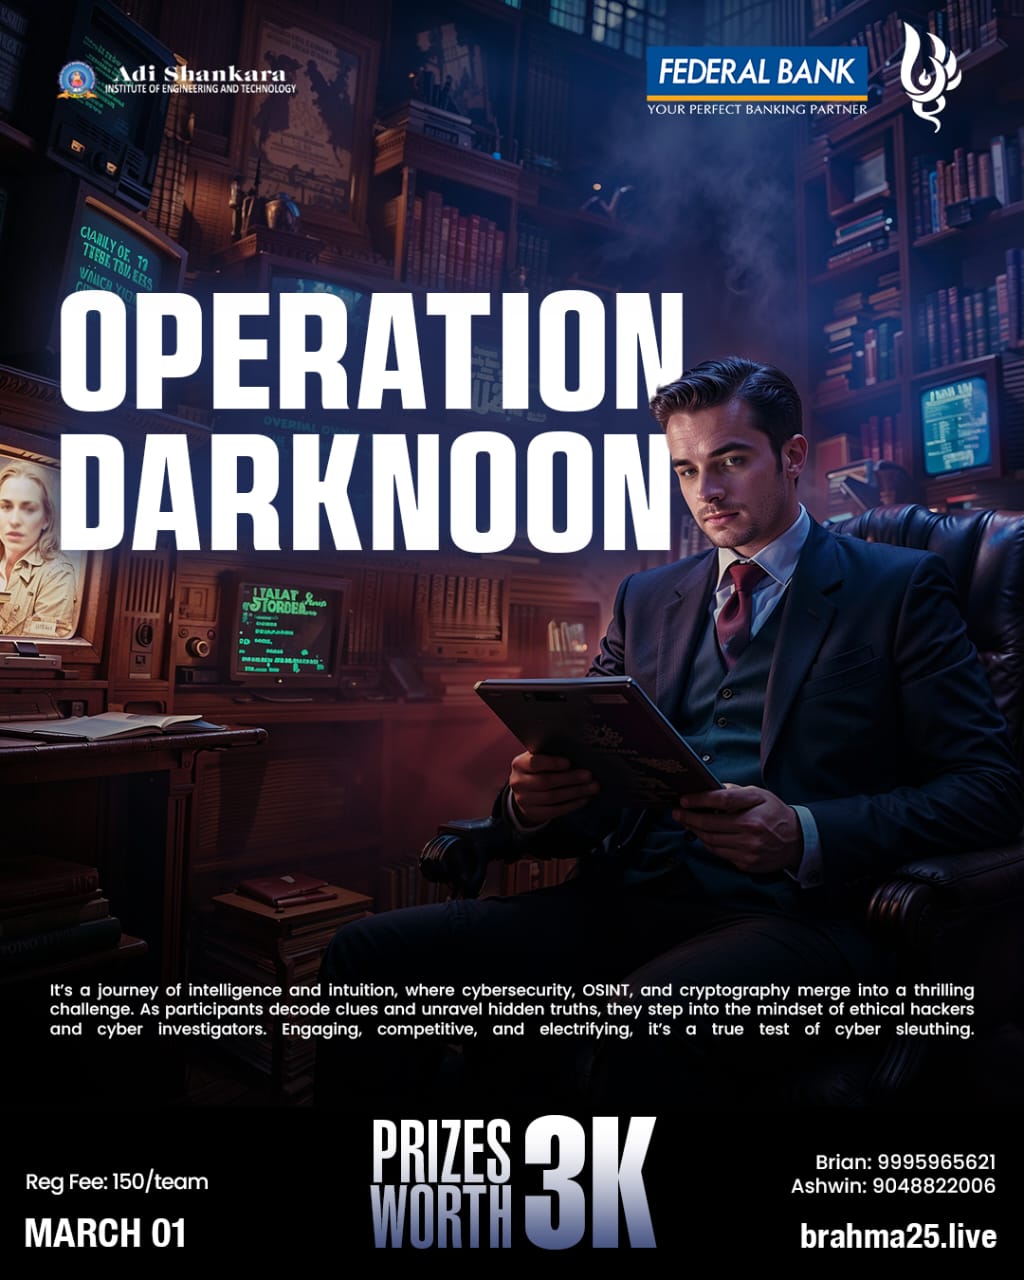 Adi Shankara
INSTITUTE OF ENGINEERING AND TECHNOLOGY
FEDERAL BANK
YOUR PERFECT BANKING PARTNER
OPERATION
DARKNOON
It's a journey of intelligence and intuition, where cybersecurity, OSINT, and cryptography merge into a thrilling
challenge. As participants decode clues and unravel hidden truths, they step into the mindset of ethical hackers
and cyber investigators. Engaging, competitive, and electrifying, it's a true test of cyber sleuthing.
Reg Fee: 150/team
MARCH 01
PRIZES
WORTH
3K
Brian: 9995965621
Ashwin: 9048822006
brahma25.live